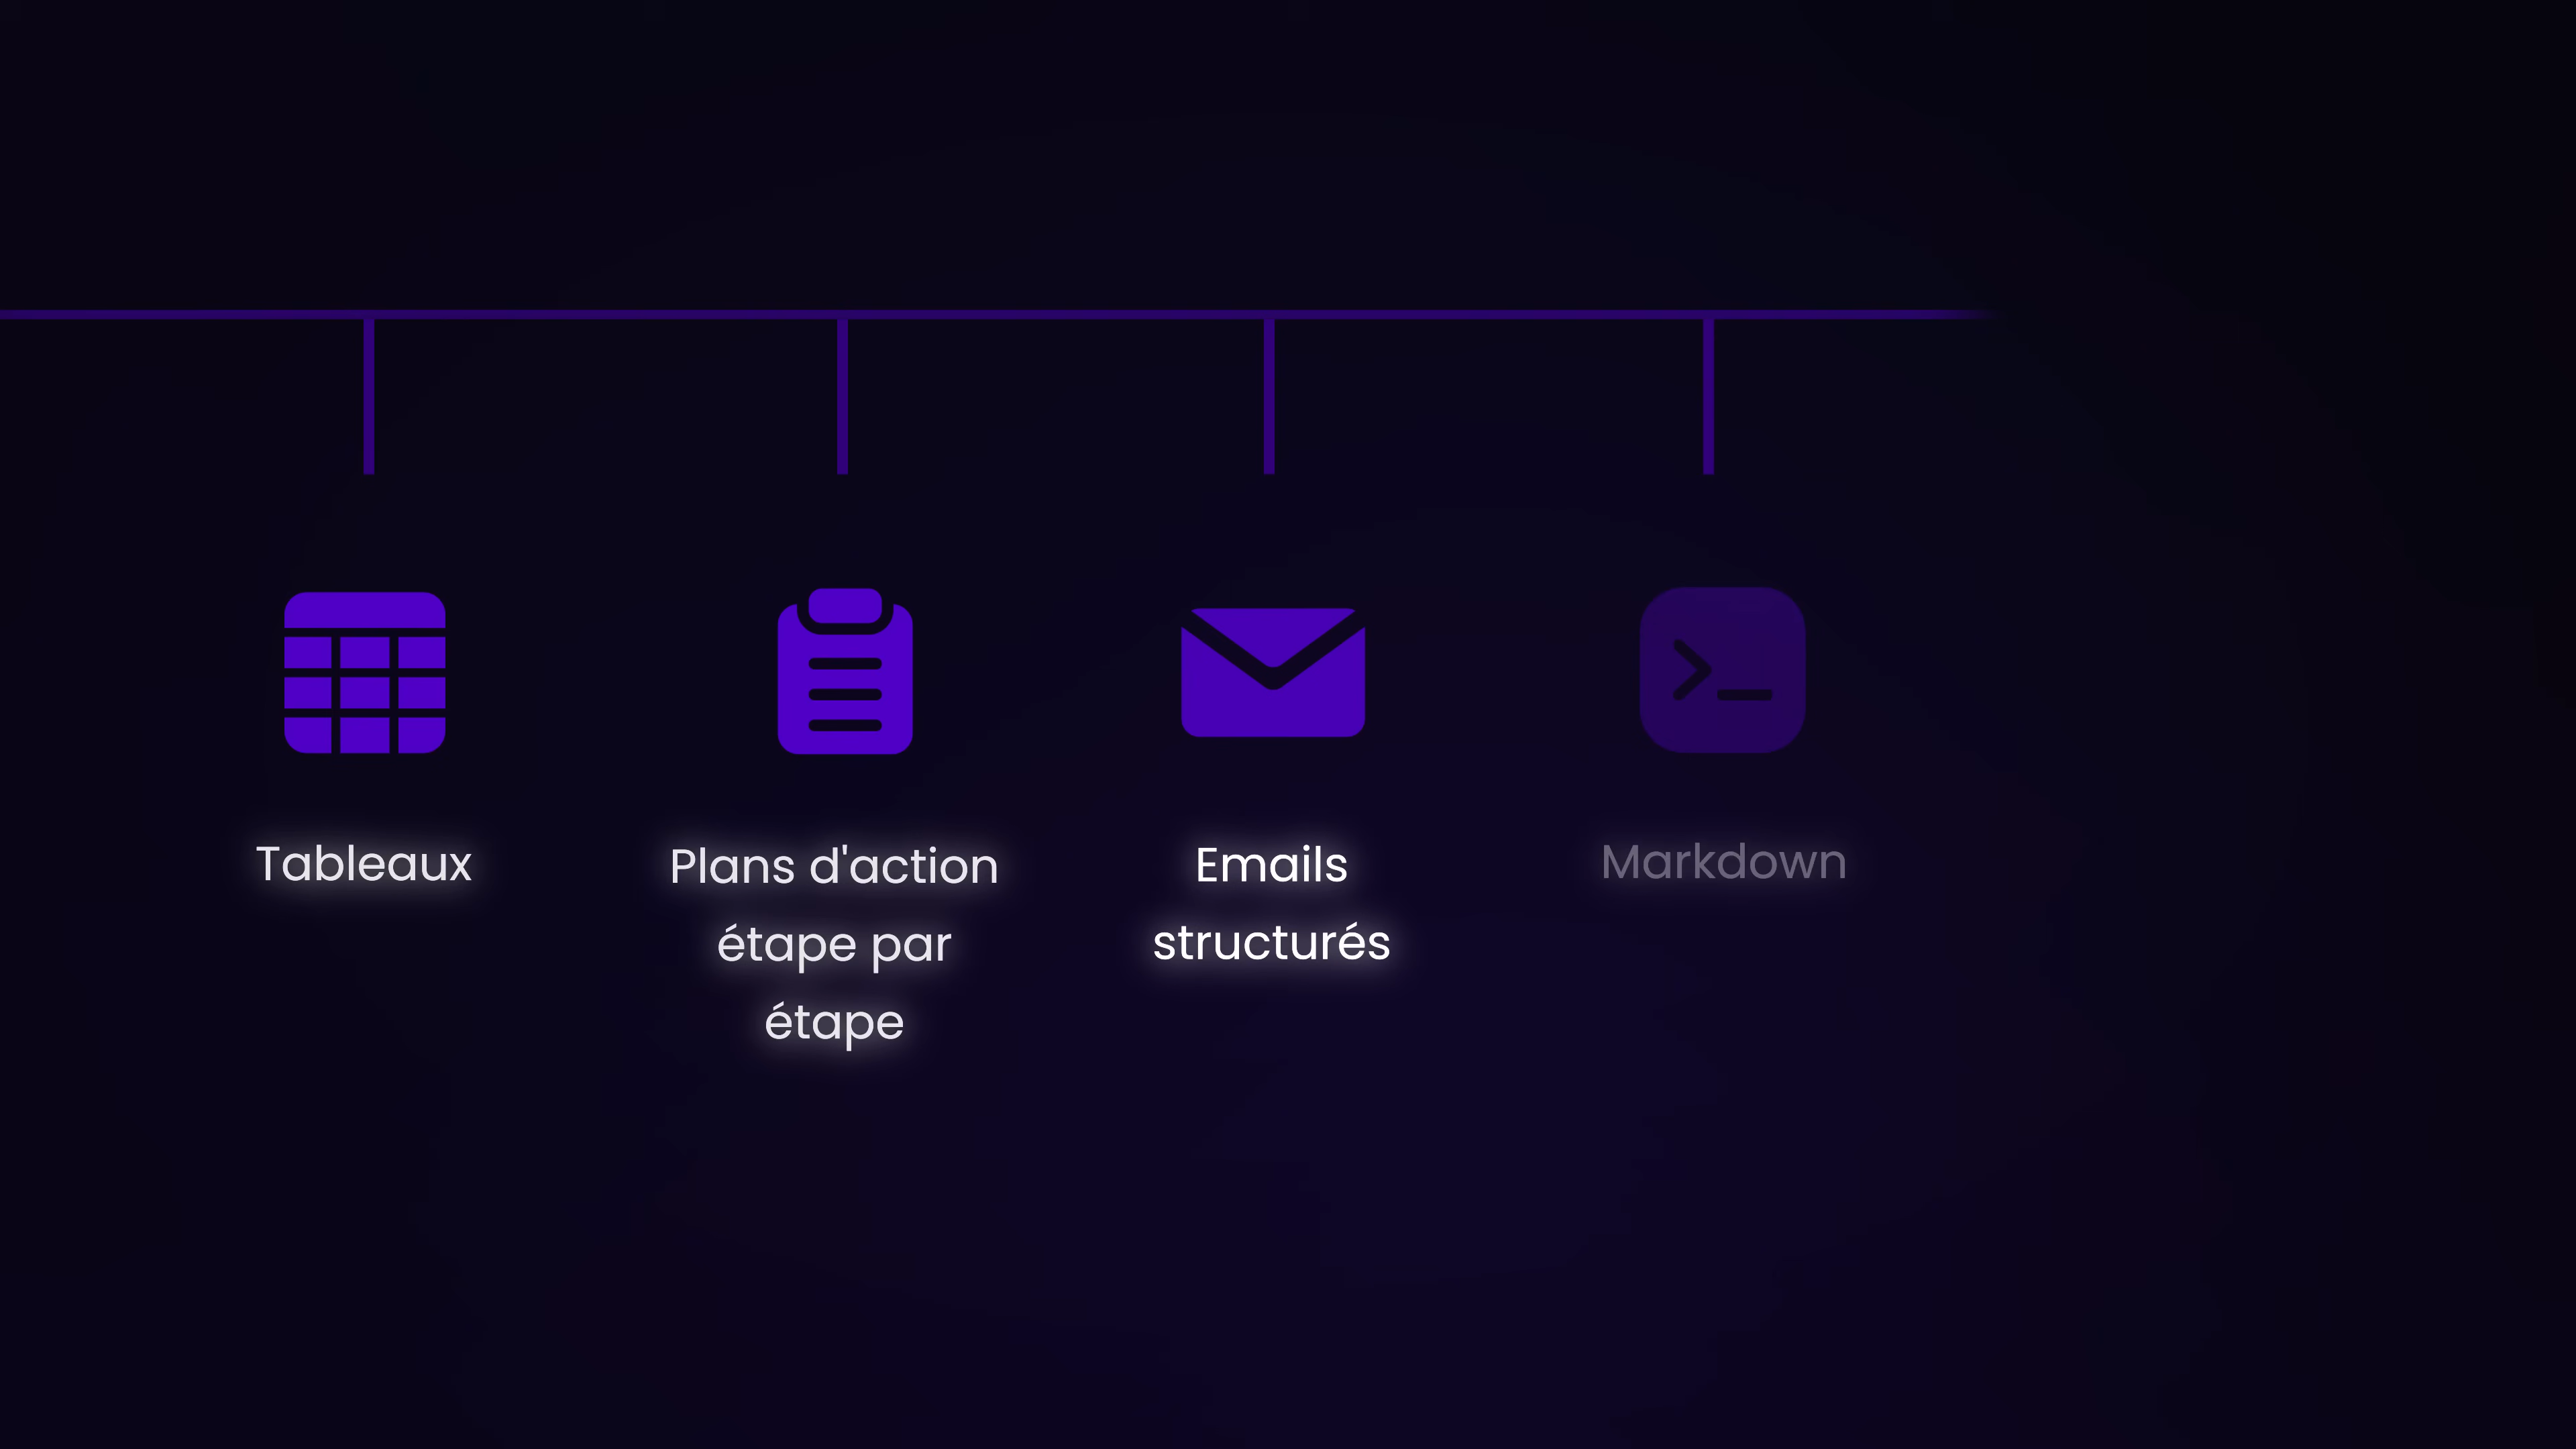 Tableaux
Plans d'action
étape par
étape
Emails
structurés
Markdown